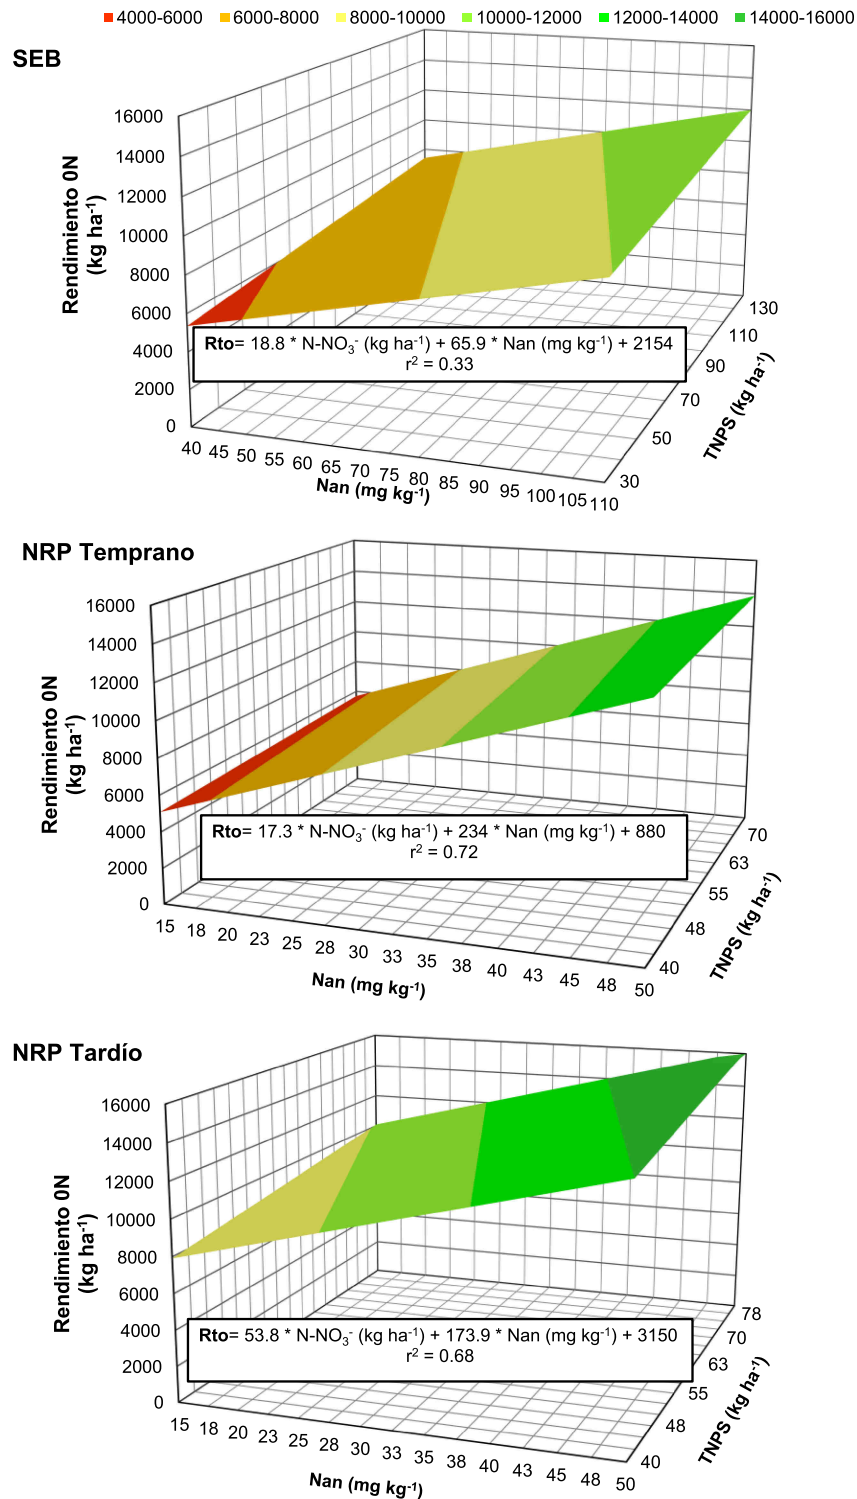 4000-6000 6000-8000 8000-10000 10000-12000 12000-14000 14000-16000
SEB
16000
14000
12000
10000
8000
6000
4000
2000
0
Rendimiento 0N
(kg ha⁻¹)
Rto= 18.8 * N-NO₃⁻ (kg ha⁻¹) + 65.9 * Nan (mg kg⁻¹) + 2154
r² = 0.33
40 45 50 55 60 65 70 75 80 85 90 95 100 105 110
Nan (mg kg⁻¹)
130
110
90
70
50
30
TNPS (kg ha⁻¹)
NRP Temprano
16000
14000
12000
10000
8000
6000
4000
2000
0
Rendimiento 0N
(kg ha⁻¹)
Rto= 17.3 * N-NO₃⁻ (kg ha⁻¹) + 234 * Nan (mg kg⁻¹) + 880
r² = 0.72
15 18 20 23 25 28 30 33 35 38 40 43 45 48 50
Nan (mg kg⁻¹)
70
63
55
48
40
TNPS (kg ha⁻¹)
NRP Tardío
16000
14000
12000
10000
8000
6000
4000
2000
0
Rendimiento 0N
(kg ha⁻¹)
Rto= 53.8 * N-NO₃⁻ (kg ha⁻¹) + 173.9 * Nan (mg kg⁻¹) + 3150
r² = 0.68
15 18 20 23 25 28 30 33 35 38 40 43 45 48 50
Nan (mg kg⁻¹)
78
70
63
55
48
40
TNPS (kg ha⁻¹)